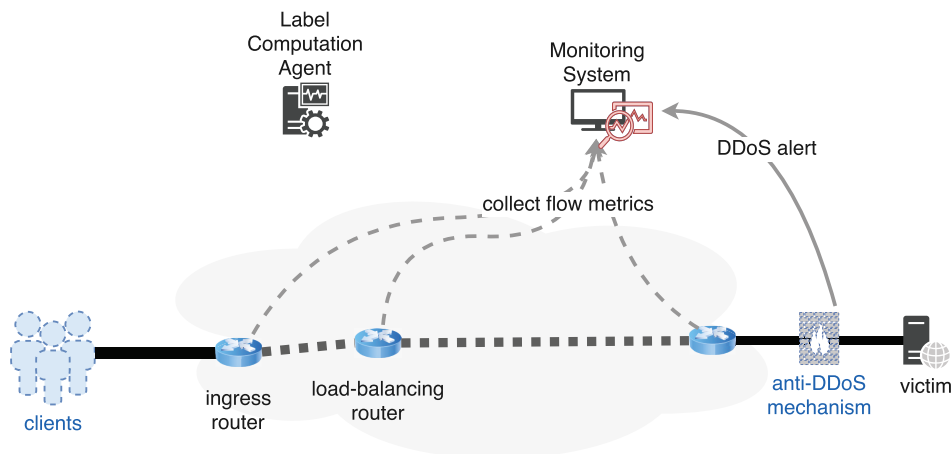 Label
Computation
Agent
Monitoring
System
DDoS alert
collect flow metrics
clients
ingress
router
load-balancing
router
anti-DDoS
mechanism
victim